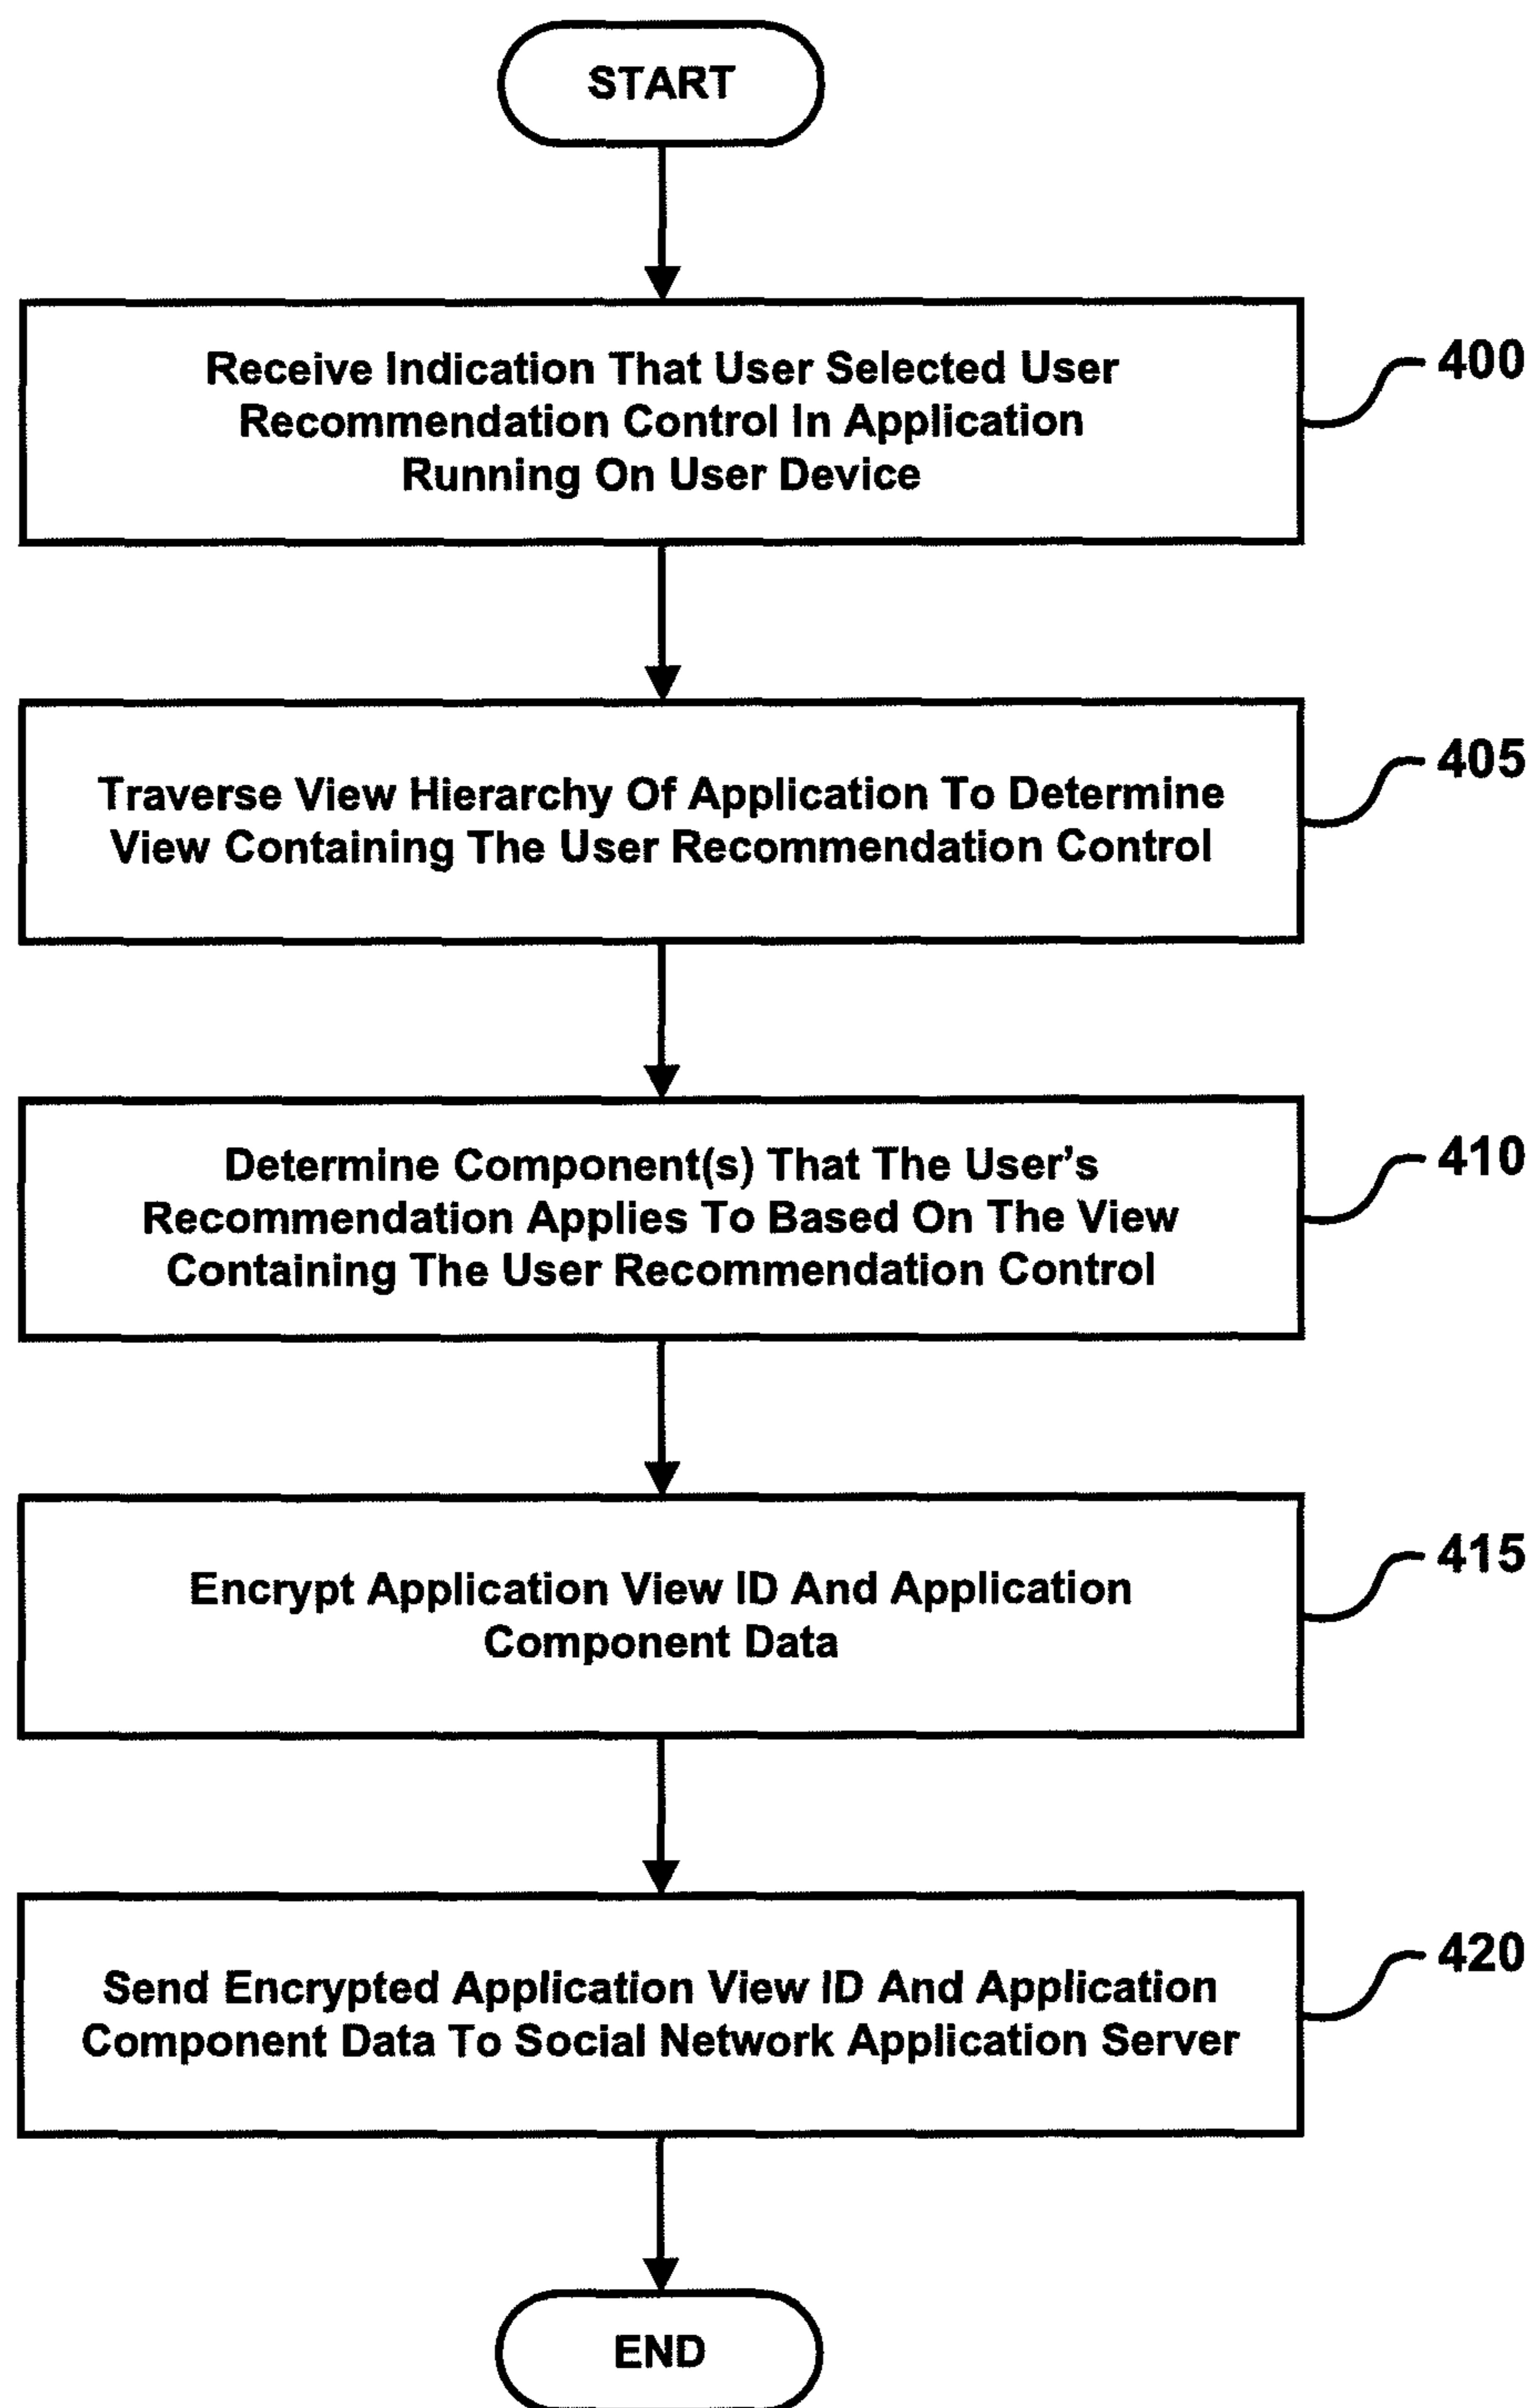 START
Receive Indication That User Selected User
Recommendation Control In Application
Running On User Device
400
Traverse View Hierarchy Of Application To Determine
View Containing The User Recommendation Control
405
Determine Component(s) That The User's
Recommendation Applies To Based On The View
Containing The User Recommendation Control
410
Encrypt Application View ID And Application
Component Data
415
Send Encrypted Application View ID And Application
Component Data To Social Network Application Server
420
END